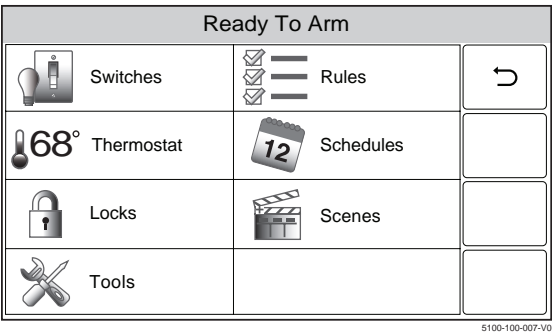 Ready To Arm
Switches
Rules
68° Thermostat
12
Schedules
Locks
Scenes
Tools
5100-100-007-V0